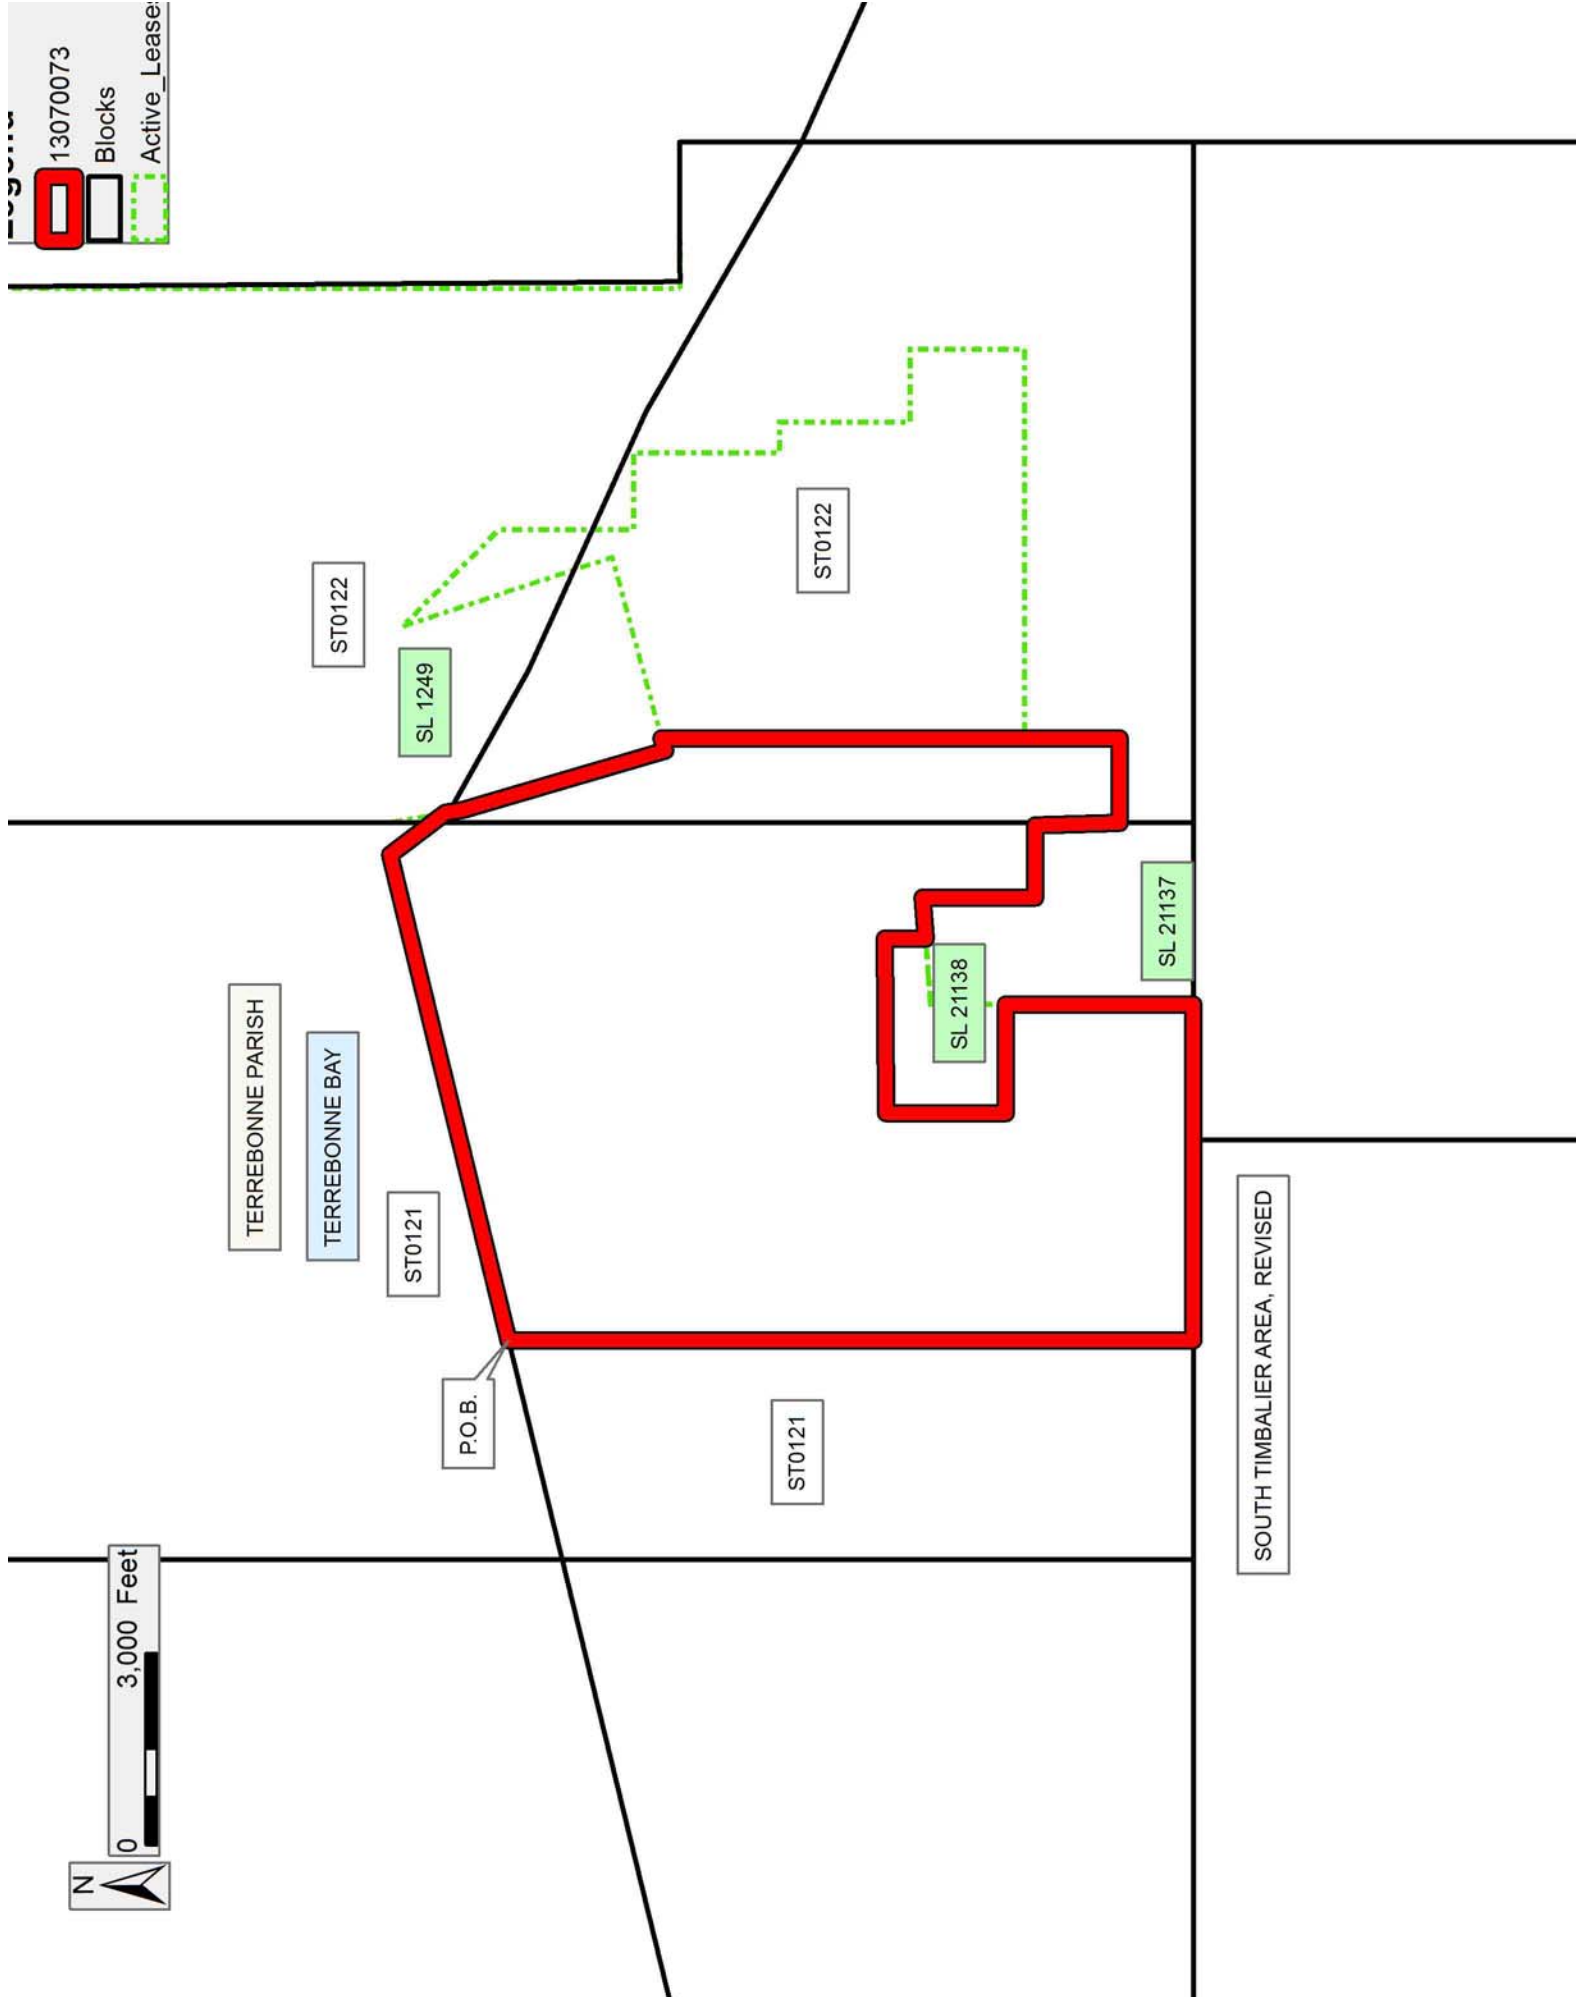 N
0 3,000 Feet
13070073
Blocks
Active_Lease
TERREBONNE PARISH
TERREBONNE BAY
ST0122
ST0121
SL 1249
P.O.B.
ST0121
ST0122
SL 21138
SL 21137
SOUTH TIMBALIER AREA, REVISED